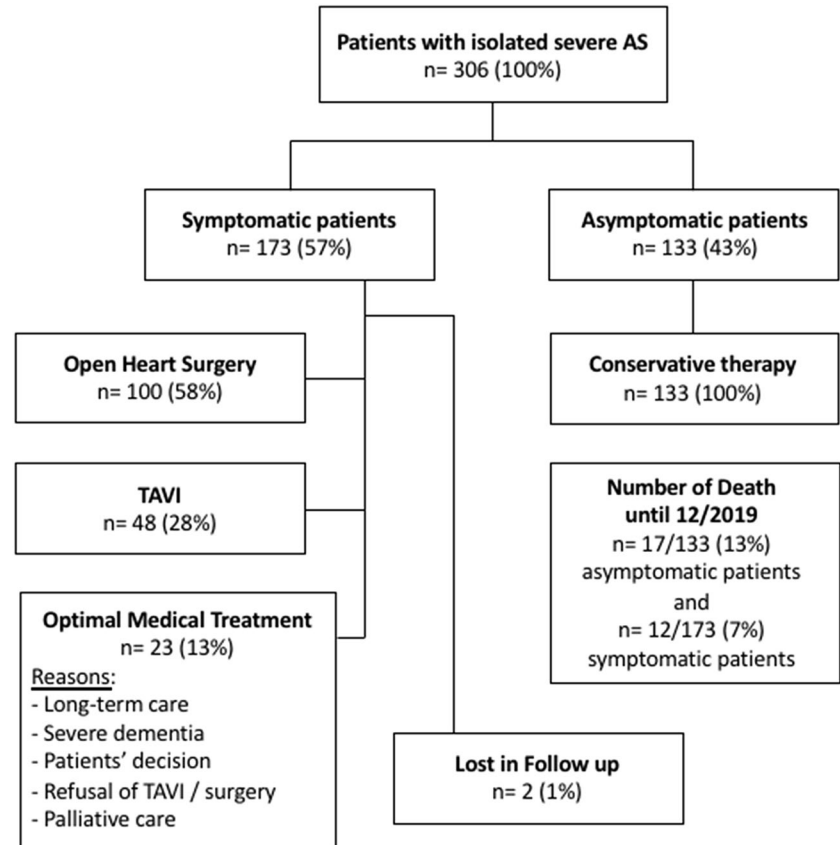 Patients with isolated severe AS
n= 306 (100%)
Symptomatic patients
n= 173 (57%)
Asymptomatic patients
n= 133 (43%)
Open Heart Surgery
n= 100 (58%)
Conservative therapy
n= 133 (100%)
TAVI
n= 48 (28%)
Number of Death
until 12/2019
n= 17/133 (13%)
asymptomatic patients
and
n= 12/173 (7%)
symptomatic patients
Optimal Medical Treatment
n= 23 (13%)
Reasons:
- Long-term care
- Severe dementia
- Patients’ decision
- Refusal of TAVI / surgery
- Palliative care
Lost in Follow up
n= 2 (1%)